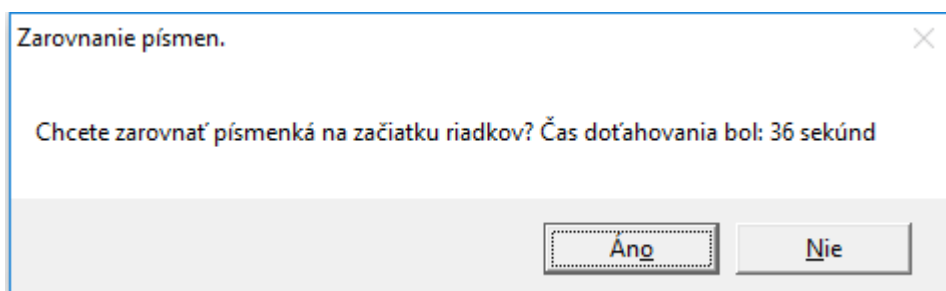 Zarovnanie písmen.
Chcete zarovnať písmenká na začiatku riadkov? Čas doťahovania bol: 36 sekúnd
Áno
Nie